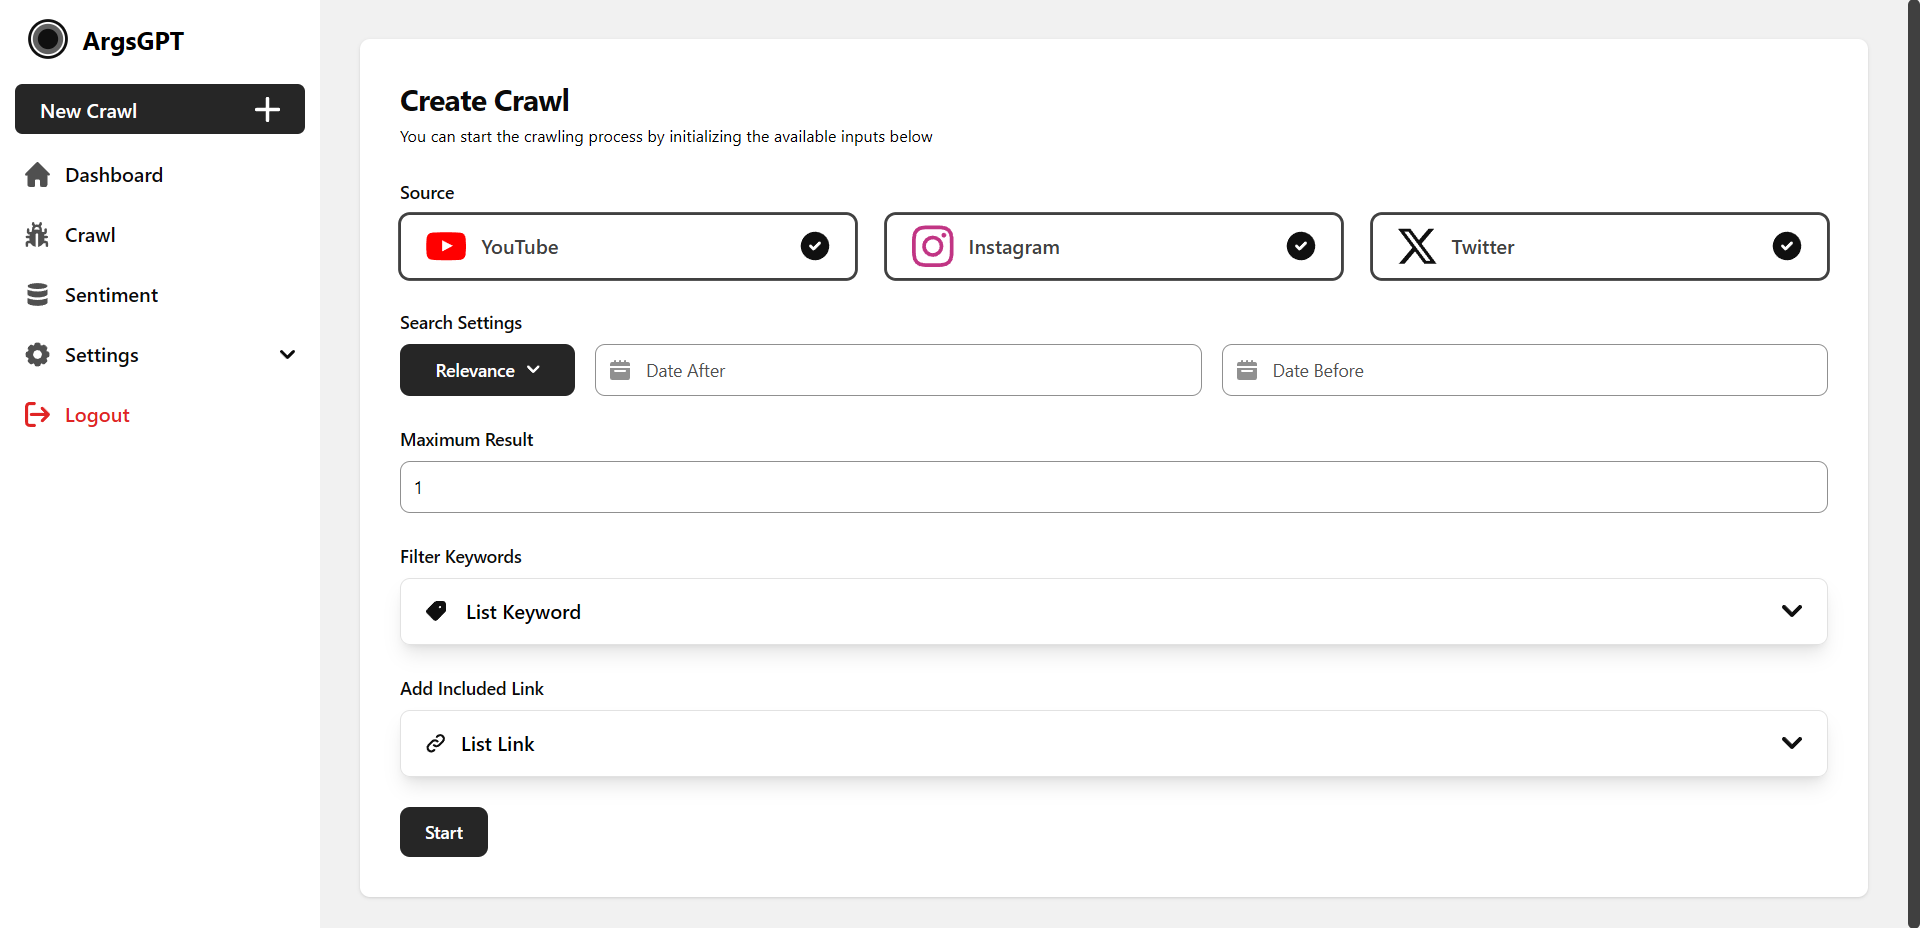 ArgsGPT
New Crawl
Dashboard
Crawl
Sentiment
Settings
Logout
Create Crawl
You can start the crawling process by initializing the available inputs below
Source
YouTube
Instagram
Twitter
Search Settings
Relevance
Date After
Date Before
Maximum Result
1
Filter Keywords
List Keyword
Add Included Link
List Link
Start